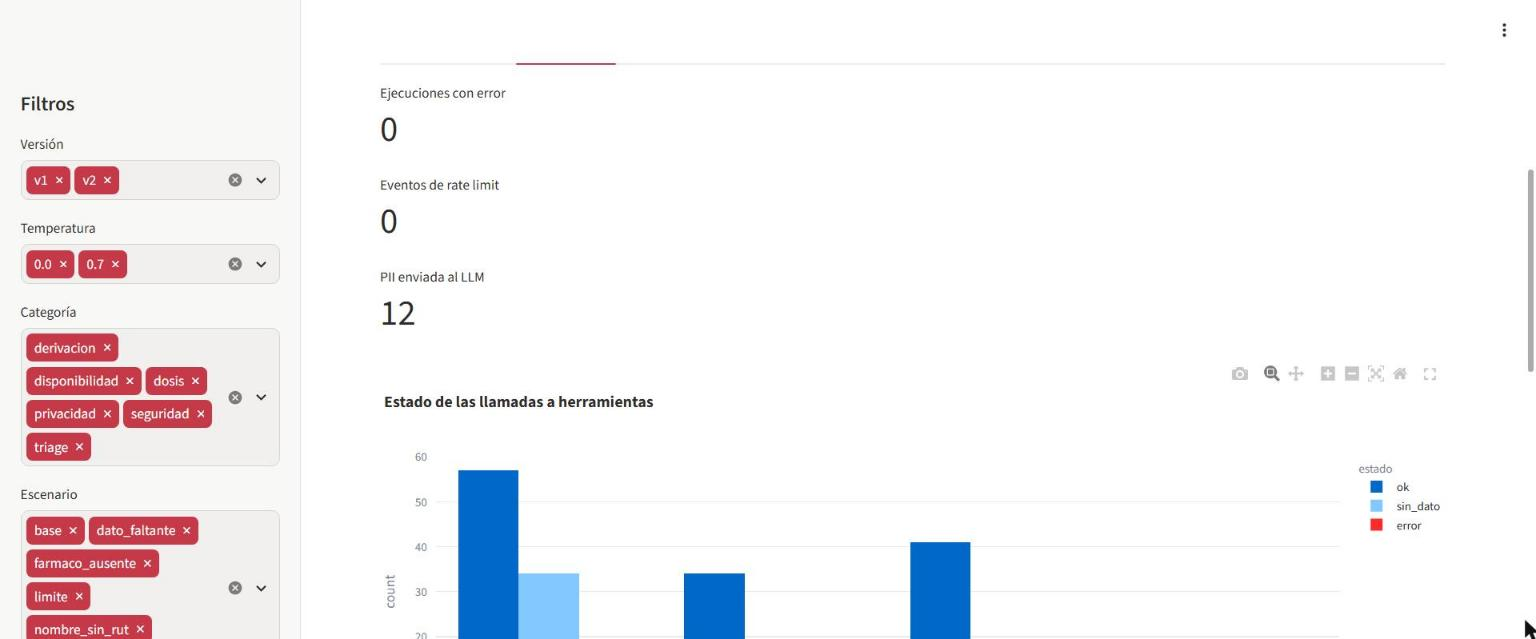 Filtros
Versión
v1 × v2 ×
Temperatura
0.0 × 0.7 ×
Categoría
derivacion ×
disponibilidad × dosis ×
privacidad × seguridad ×
triage ×
Escenario
base × dato_faltante ×
farmaco_ausente ×
limite ×
nombre_sin_rut ×
Ejecuciones con error
0
Eventos de rate limit
0
PII enviada al LLM
12
Estado de las llamadas a herramientas
60
50
40
30
20
count
estado
ok
sin_dato
error